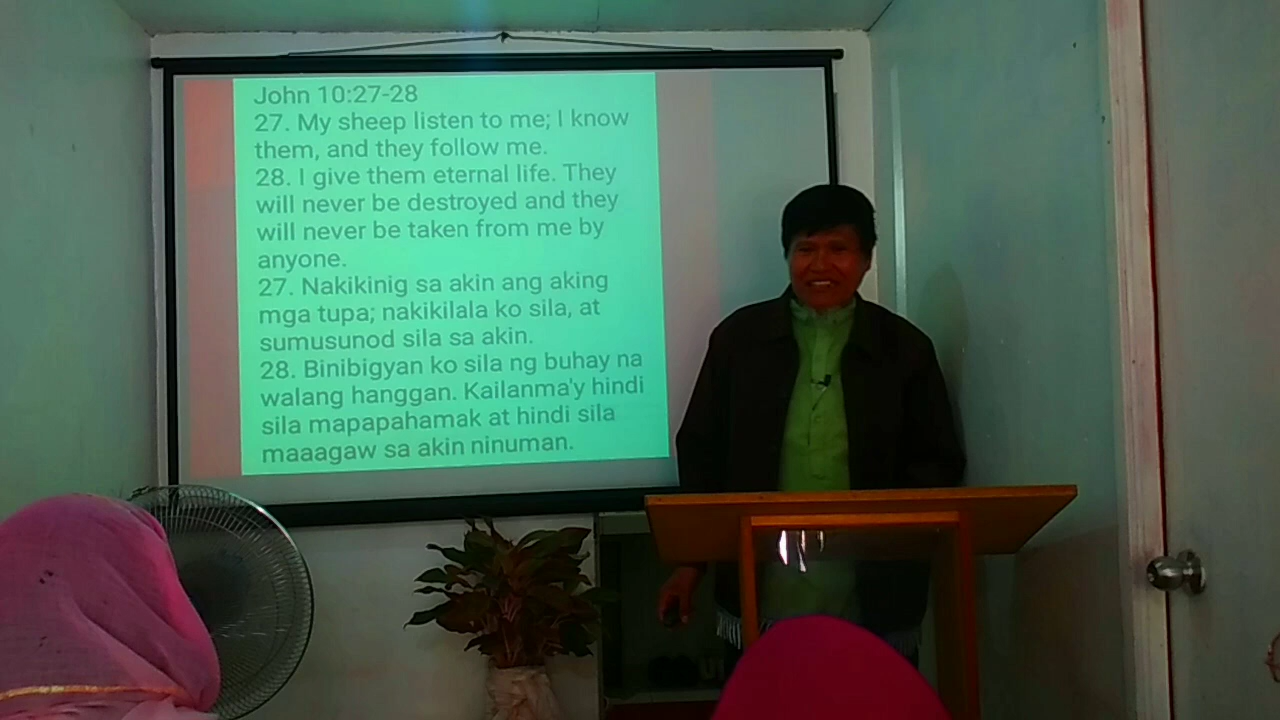 John 10:27-28
27. My sheep listen to me; I know
them, and they follow me.
28. I give them eternal life. They
will never be destroyed and they
will never be taken from me by
anyone.
27. Nakikinig sa akin ang aking
mga tupa; nakikilala ko sila, at
sumusunod sila sa akin.
28. Binibigyan ko sila ng buhay na
walang hanggan. Kailanma'y hindi
sila mapapahamak at hindi sila
maaagaw sa akin ninuman.